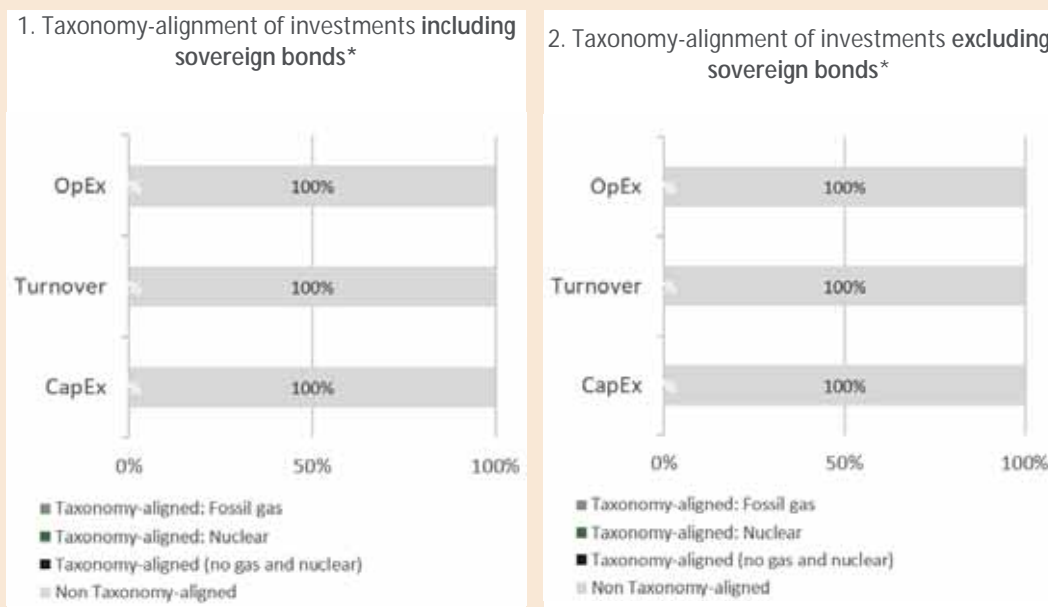 1. Taxonomy-alignment of investments including
sovereign bonds*
OpEx
100%
Turnover
100%
CapEx
100%
0%
50%
100%
Taxonomy-aligned: Fossil gas
Taxonomy-aligned: Nuclear
Taxonomy-aligned (no gas and nuclear)
Non Taxonomy-aligned
2. Taxonomy-alignment of investments excluding
sovereign bonds*
OpEx
100%
Turnover
100%
CapEx
100%
0%
50%
100%
Taxonomy-aligned: Fossil gas
Taxonomy-aligned: Nuclear
Taxonomy-aligned (no gas and nuclear)
Non Taxonomy-aligned